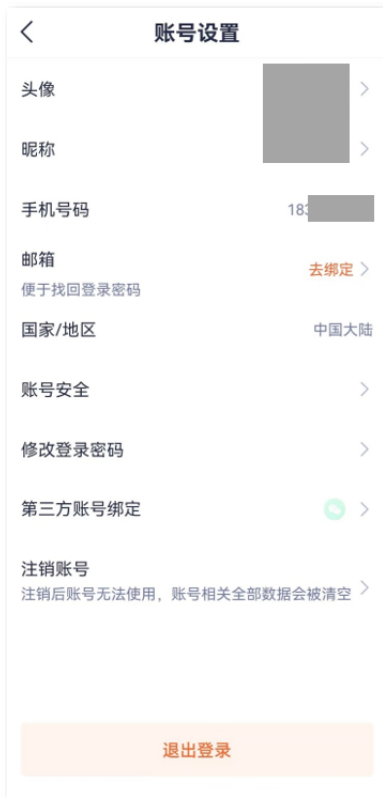 账号设置
头像
昵称
手机号码 183
邮箱
去绑定
便于找回登录密码
国家/地区 中国大陆
账号安全
修改登录密码
第三方账号绑定
注销账号
注销后账号无法使用，账号相关全部数据会被清空
退出登录